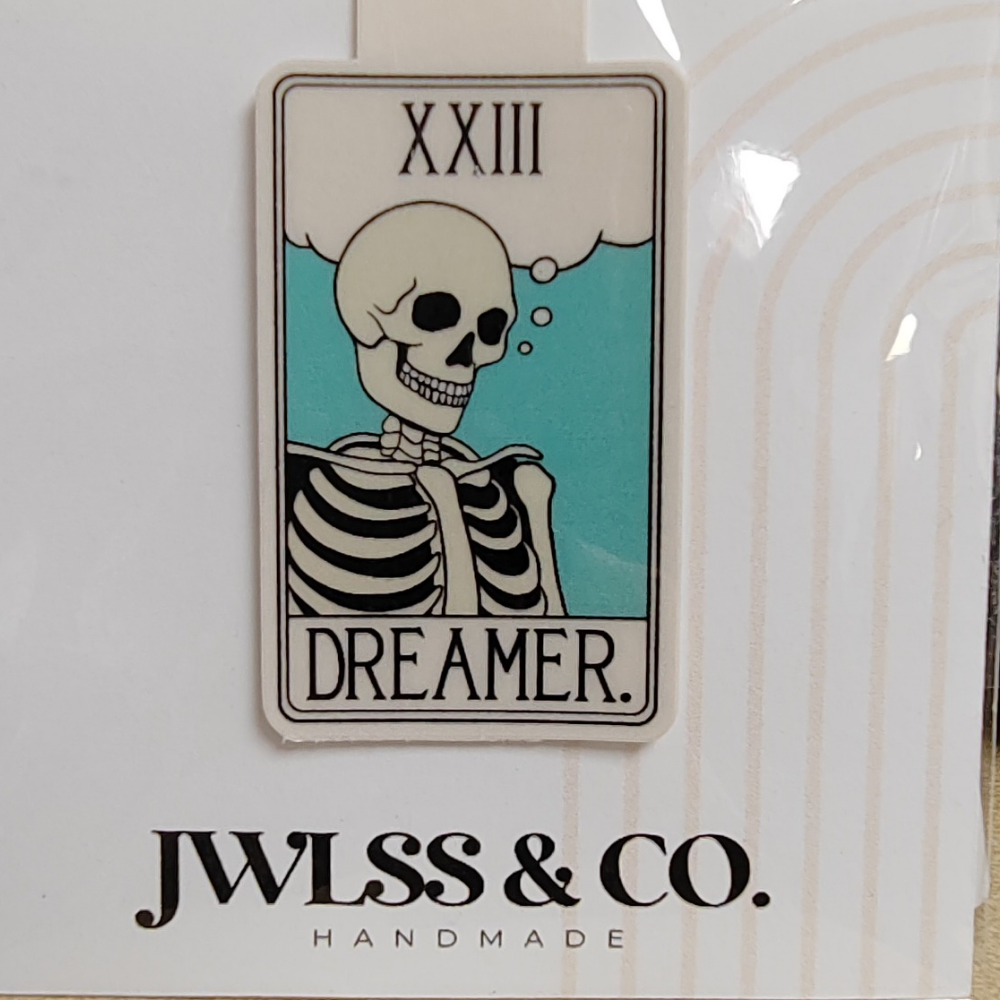 XXIII
DREAMER.
JWLSS & CO.
HANDMADE